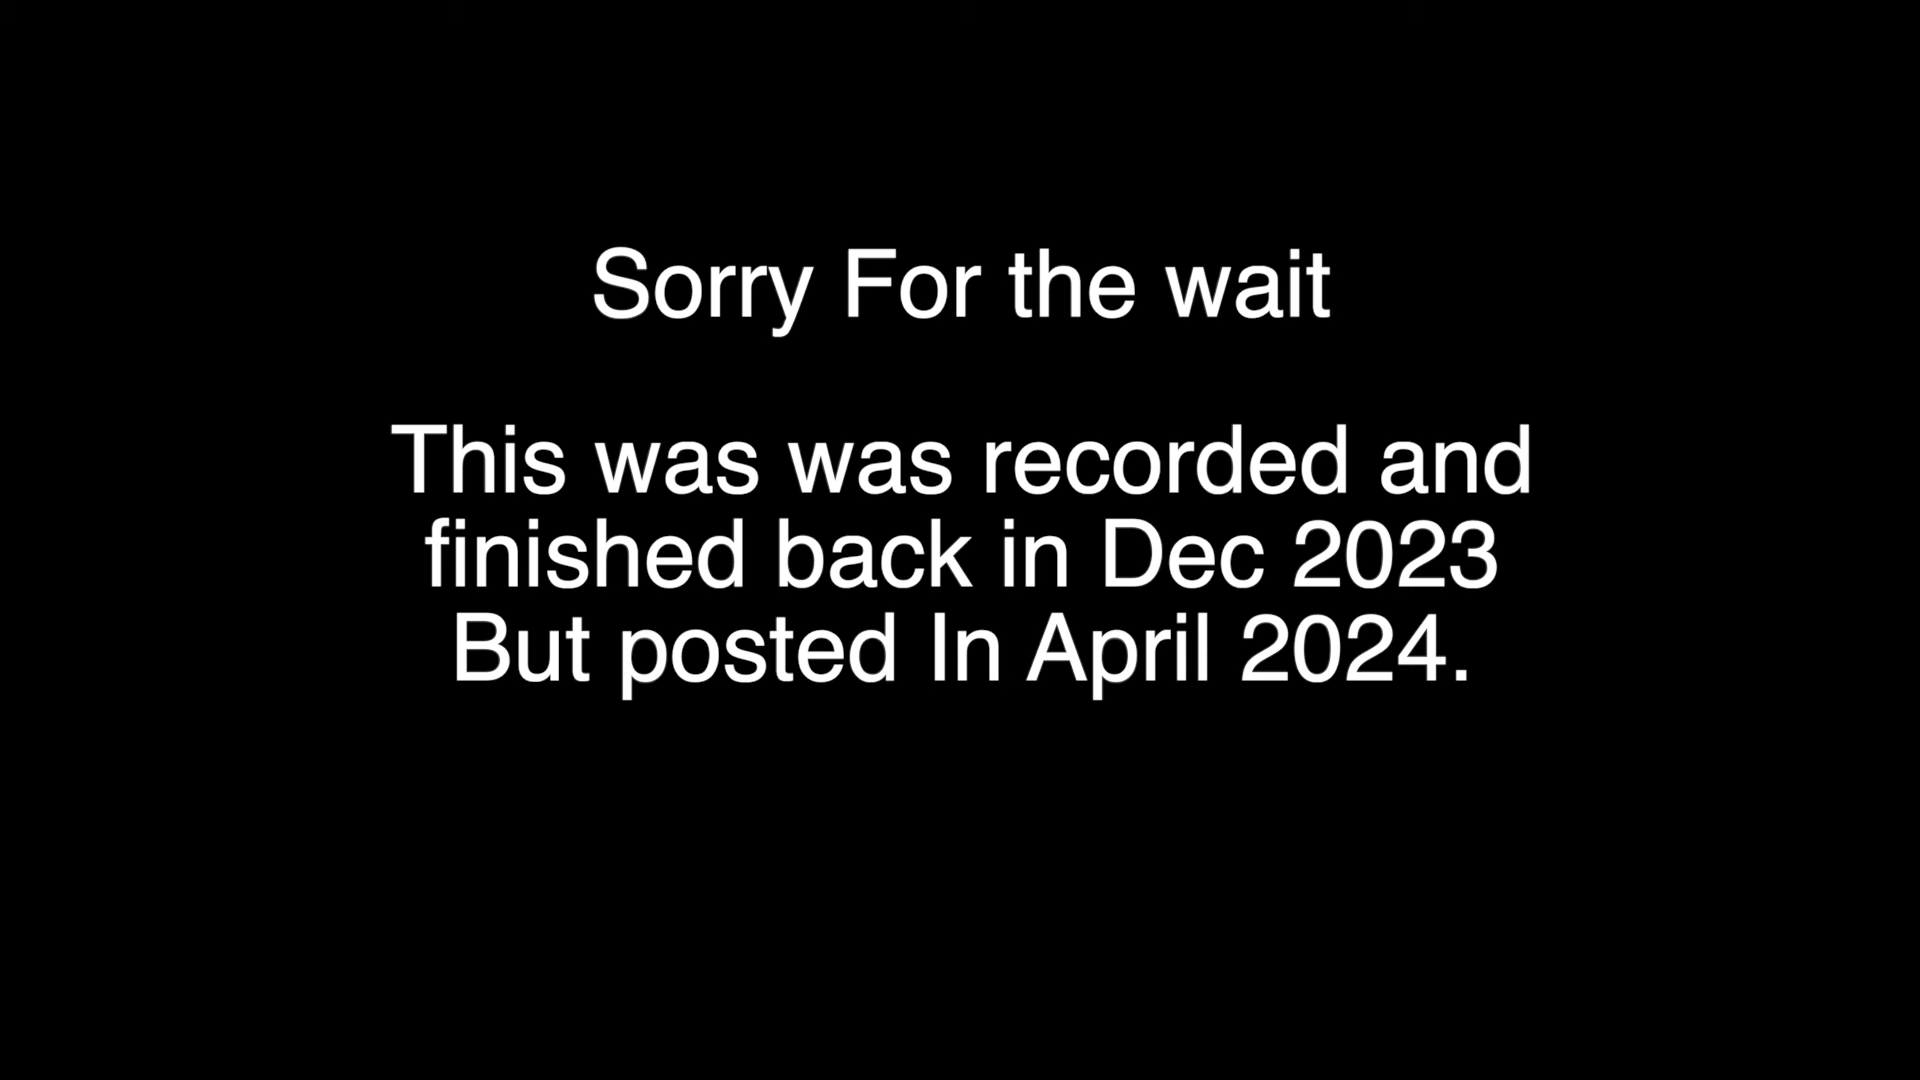 Sorry For the wait
This was was recorded and
finished back in Dec 2023
But posted In April 2024.